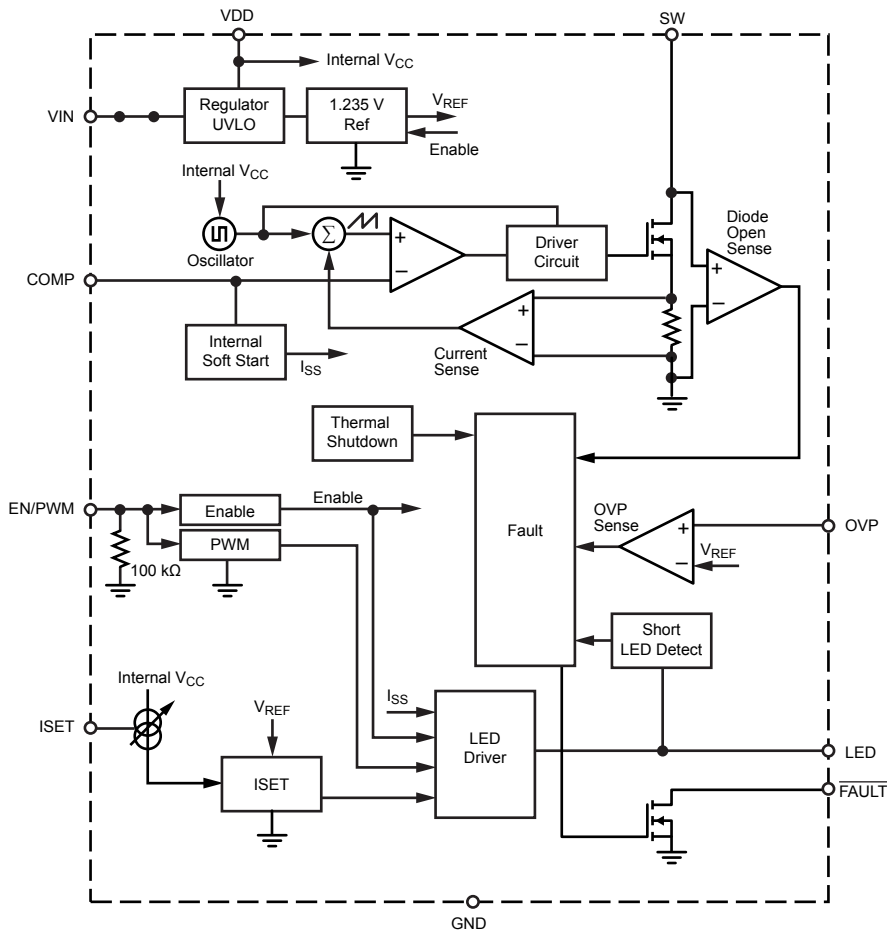 VDD
SW
Internal VCC
VIN
Regulator
UVLO
1.235 V
Ref
VREF
Enable
Internal VCC
Oscillator
Σ
+
−
Driver
Circuit
Diode
Open
Sense
+
−
COMP
Internal
Soft Start
ISS
Current
Sense
+
−
Thermal
Shutdown
Fault
EN/PWM
Enable
Enable
PWM
100 kΩ
OVP
Sense
+
−
VREF
OVP
Short
LED Detect
Internal VCC
ISET
VREF
ISET
ISS
LED
Driver
LED
FAULT
GND